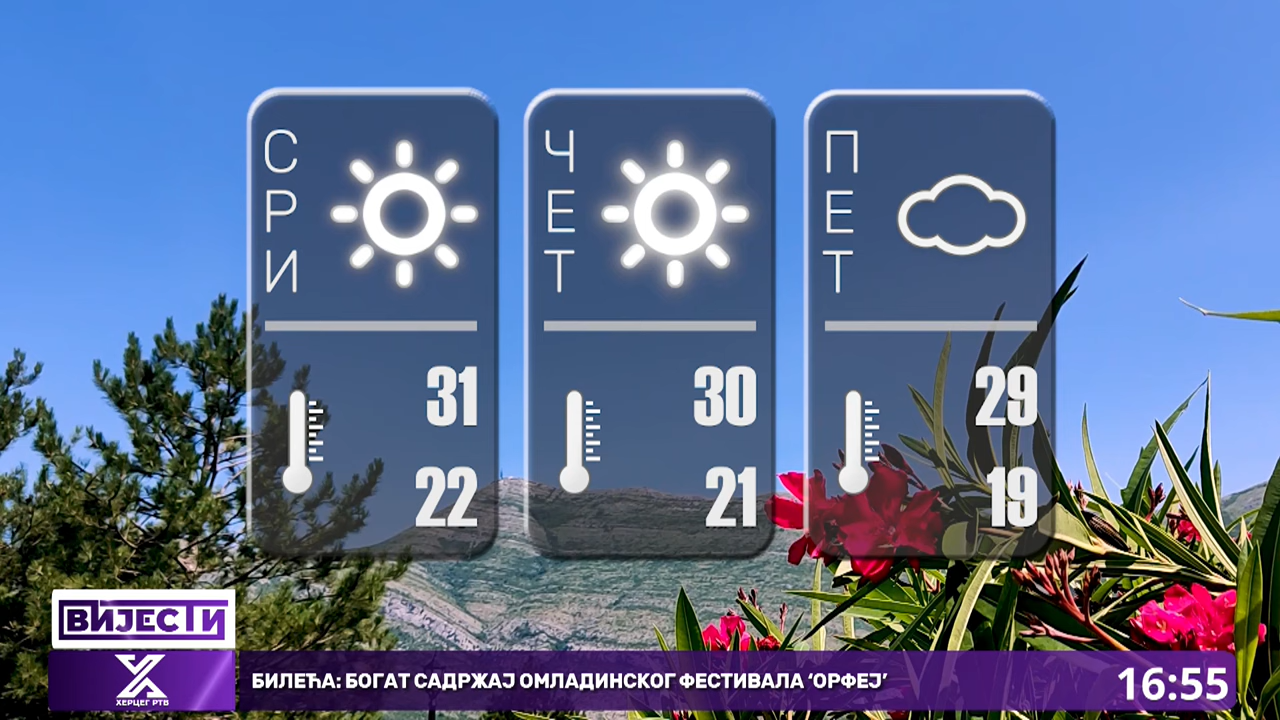 СРИ
31
22
ЧЕТ
30
21
ПЕТ
29
19
ВИЈЕСТИ
ХЕРЦЕГ РТВ
БИЛЕЋА: БОГАТ САДРЖАЈ ОМЛАДИНСКОГ ФЕСТИВАЛА ‘ОРФЕЈ’
16:55